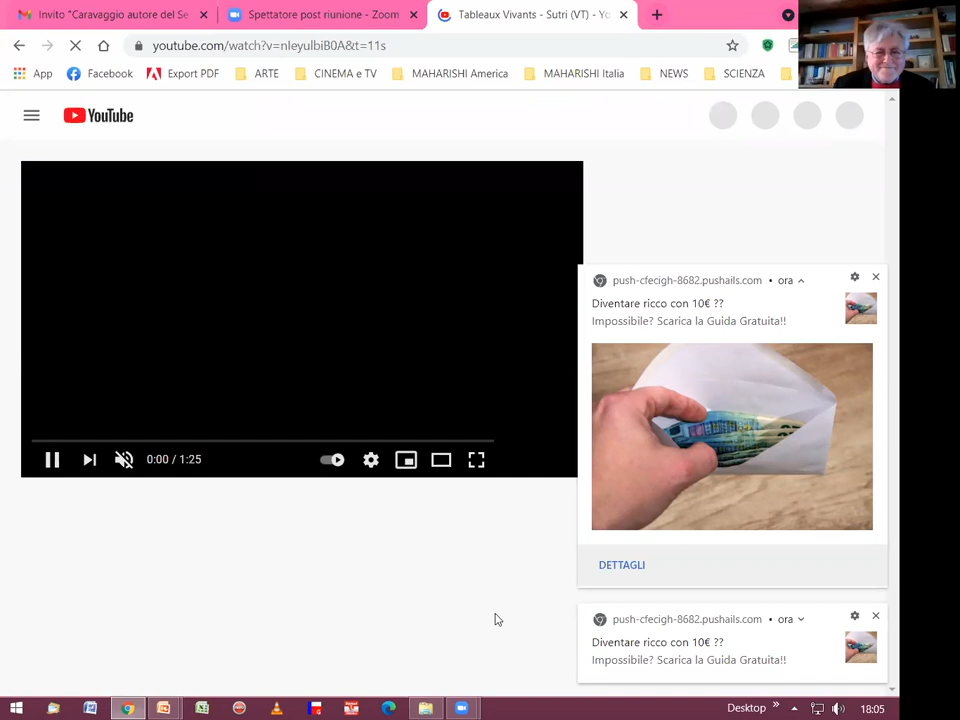 Invito "Caravaggio autore del Se
Spettatore post riunione - Zoom
Tableaux Vivants - Sutri (VT) - Yo
youtube.com/watch?v=nIeyulbiB0A&t=11s
App
Facebook
Export PDF
ARTE
CINEMA e TV
MAHARISHI America
MAHARISHI Italia
NEWS
SCIENZA
YouTube
0:00 / 1:25
push-cfecigh-8682.pushails.com • ora
Diventare ricco con 10€ ??
Impossibile? Scarica la Guida Gratuita!!
DETTAGLI
push-cfecigh-8682.pushails.com • ora
Diventare ricco con 10€ ??
Impossibile? Scarica la Guida Gratuita!!
Desktop
18:05